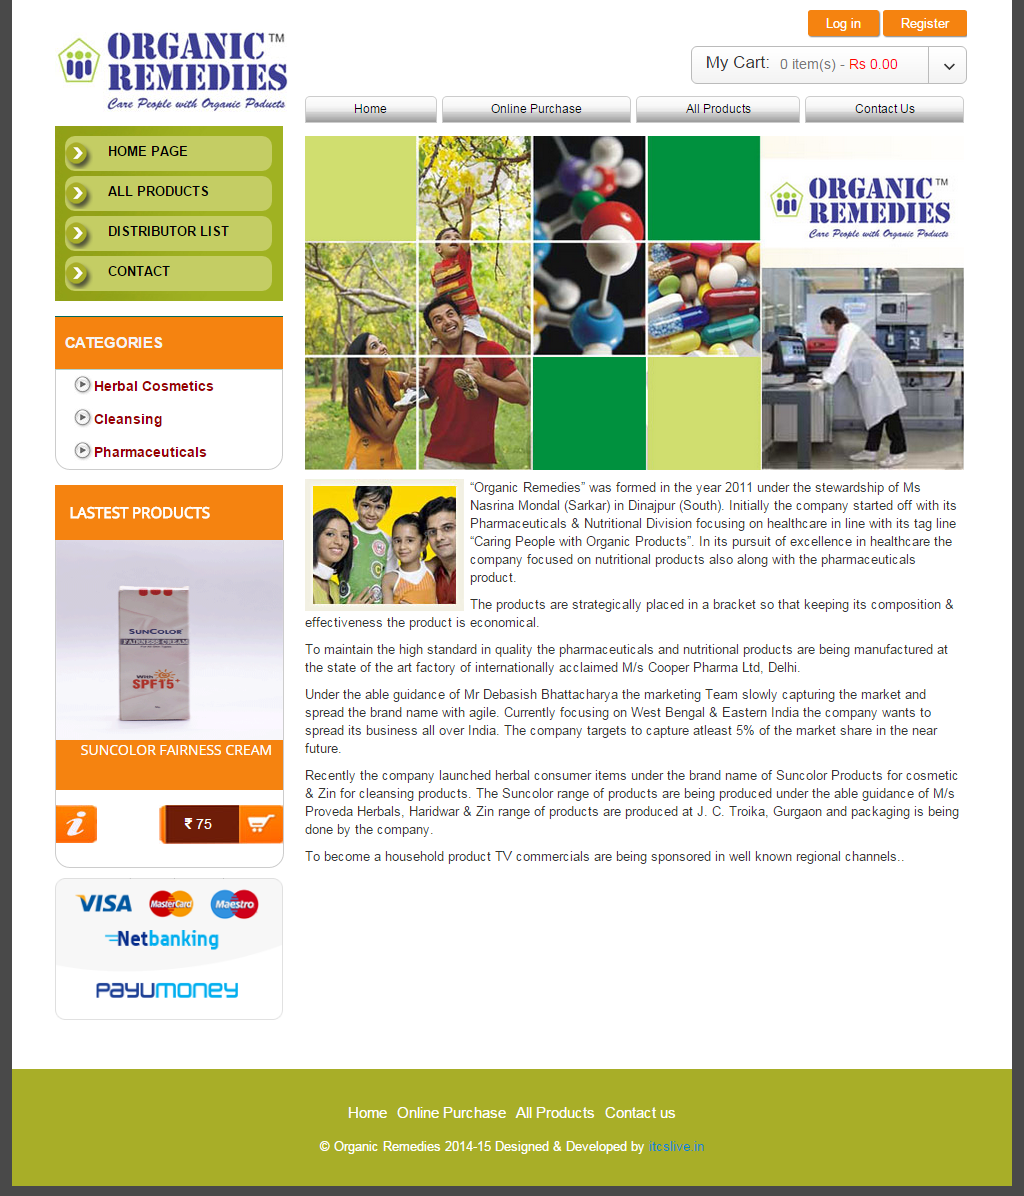 Log in
Register
ORGANIC™
REMEDIES
Care People with Organic Poducts
My Cart: 0 item(s) - Rs 0.00
Home
Online Purchase
All Products
Contact Us
HOME PAGE
ALL PRODUCTS
DISTRIBUTOR LIST
CONTACT
ORGANIC™
REMEDIES
Care People with Organic Poducts
CATEGORIES
Herbal Cosmetics
Cleansing
Pharmaceuticals
LASTEST PRODUCTS
SUNCOLOR
FAIRNESS CREAM
With
SPF15+
SUNCOLOR FAIRNESS CREAM
i
₹ 75
VISA
MasterCard
Maestro
Netbanking
PayUmoney
“Organic Remedies” was formed in the year 2011 under the stewardship of Ms
Nasrina Mondal (Sarkar) in Dinajpur (South). Initially the company started off with its
Pharmaceuticals & Nutritional Division focusing on healthcare in line with its tag line
“Caring People with Organic Products”. In its pursuit of excellence in healthcare the
company focused on nutritional products also along with the pharmaceuticals
product.
The products are strategically placed in a bracket so that keeping its composition &
effectiveness the product is economical.
To maintain the high standard in quality the pharmaceuticals and nutritional products are being manufactured at
the state of the art factory of internationally acclaimed M/s Cooper Pharma Ltd, Delhi.
Under the able guidance of Mr Debasish Bhattacharya the marketing Team slowly capturing the market and
spread the brand name with agile. Currently focusing on West Bengal & Eastern India the company wants to
spread its business all over India. The company targets to capture atleast 5% of the market share in the near
future.
Recently the company launched herbal consumer items under the brand name of Suncolor Products for cosmetic
& Zin for cleansing products. The Suncolor range of products are being produced under the able guidance of M/s
Proveda Herbals, Haridwar & Zin range of products are produced at J. C. Troika, Gurgaon and packaging is being
done by the company.
To become a household product TV commercials are being sponsored in well known regional channels..
Home Online Purchase All Products Contact us
© Organic Remedies 2014-15 Designed & Developed by itcslive.in